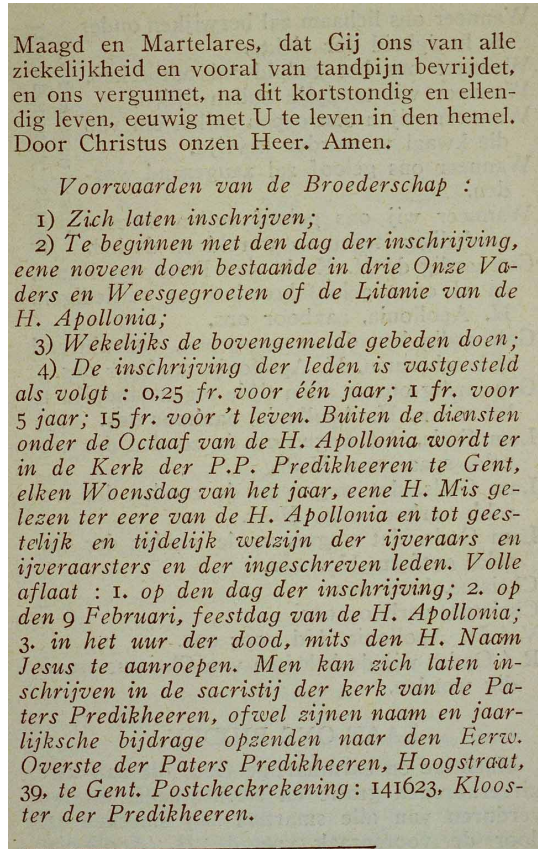 Maagd en Martelares, dat Gij ons van alle
ziekelijkheid en vooral van tandpijn bevrijdet,
en ons vergunnet, na dit kortstondig en ellen-
dig leven, eeuwig met U te leven in den hemel.
Door Christus onzen Heer. Amen.
Voorwaarden van de Broederschap :
1) Zich laten inschrijven;
2) Te beginnen met den dag der inschrijving,
eene noveen doen bestaande in drie Onze Va-
ders en Weesgegroeten of de Litanie van de
H. Apollonia;
3) Wekelijks de bovengemelde gebeden doen;
4) De inschrijving der leden is vastgesteld
als volgt : 0,25 fr. voor één jaar; 1 fr. voor
5 jaar; 15 fr. voor 't leven. Buiten de diensten
onder de Octaaf van de H. Apollonia wordt er
in de Kerk der P.P. Predikheeren te Gent,
elken Woensdag van het jaar, eene H. Mis ge-
lezen ter eere van de H. Apollonia en tot gees-
telijk en tijdelijk welzijn der ijveraars en
ijveraarsters en der ingeschreven leden. Volle
aflaat : 1. op den dag der inschrijving; 2. op
den 9 Februari, feestdag van de H. Apollonia;
3. in het uur der dood, mits den H. Naam
Jesus te aanroepen. Men kan zich laten in-
schrijven in de sacristij der kerk van de Pa-
ters Predikheeren, ofwel zijnen naam en jaar-
lijksche bijdrage opzenden naar den Eerw.
Overste der Paters Predikheeren, Hoogstraat,
39, te Gent. Postcheckrekening : 141623, Kloos-
ter der Predikheeren.